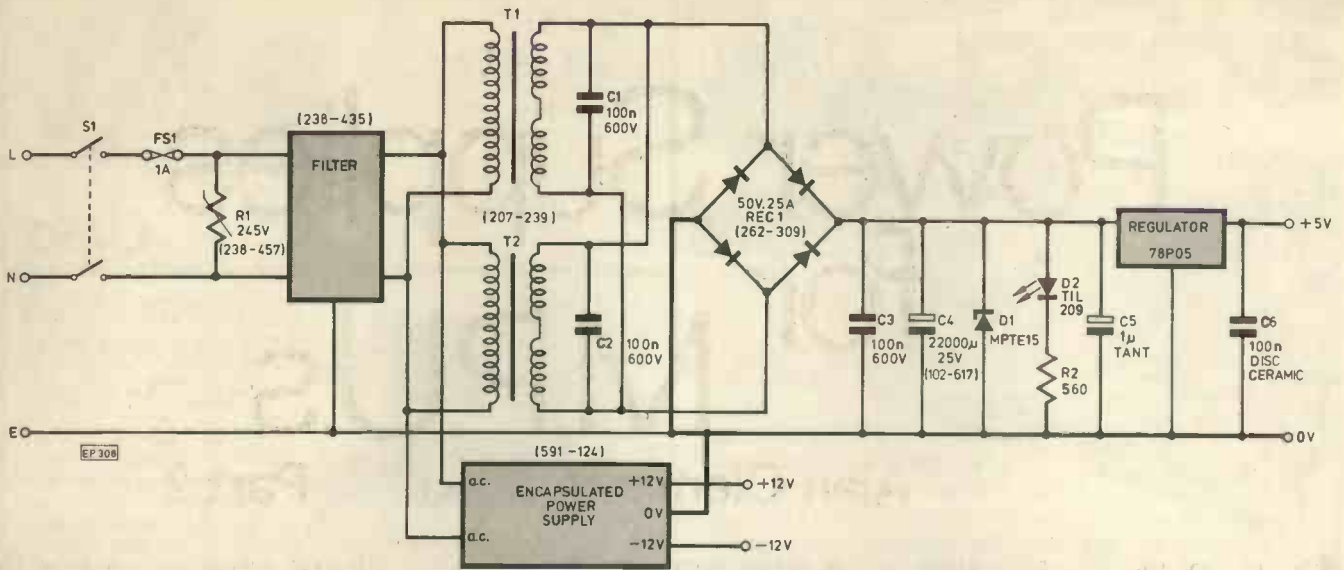 T1
S1
L
FS1
1A
R1
245V
(238-457)
N
(238-435)
FILTER
C1
100n
600V
(207-239)
T2
C2
100n
600V
50V.25A
REC1
(262-309)
C3
100n
600V
C4
22000µ
25V
(102-617)
D1
MPTE15
D2
TIL
209
R2
560
C5
1µ
TANT
REGULATOR
78P05
+5V
C6
100n
DISC
CERAMIC
E
0V
EP308
(591-124)
a.c.
+12V
+12V
ENCAPSULATED
POWER
SUPPLY
0V
a.c.
-12V
-12V